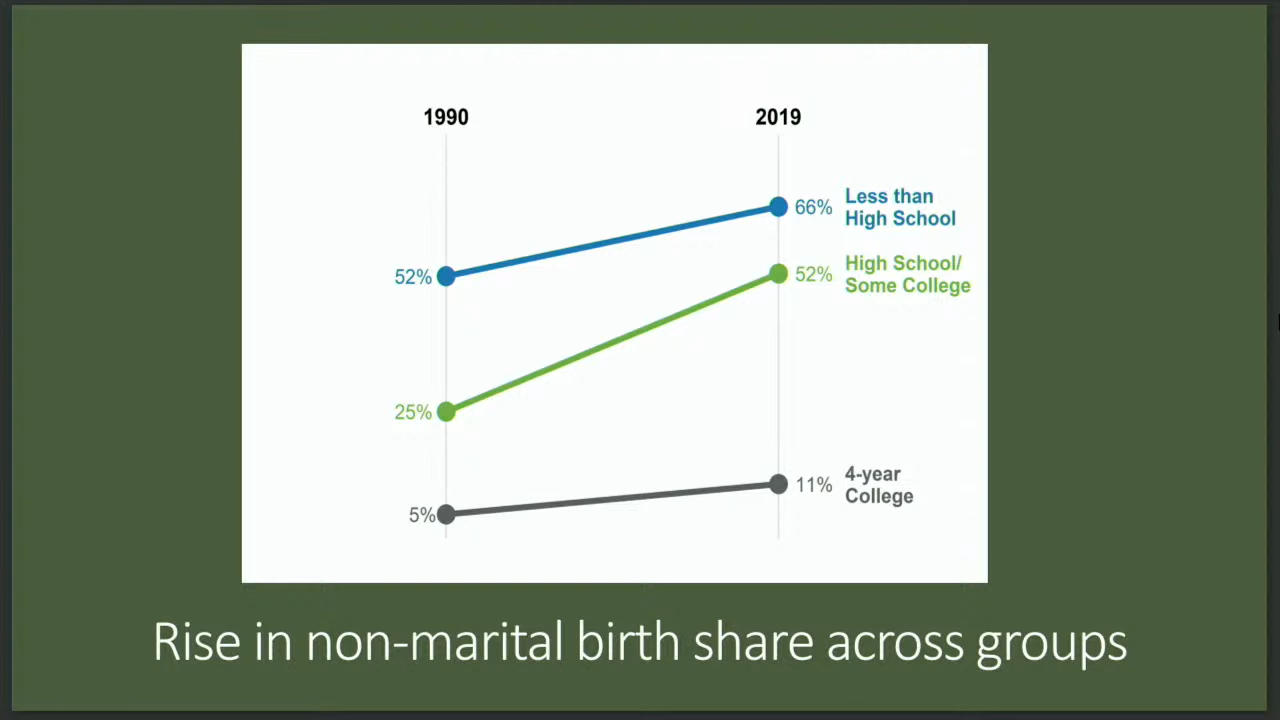 1990 2019
66% Less than
High School
52%
52% High School/
Some College
25%
11% 4-year
College
5%
Rise in non-marital birth share across groups